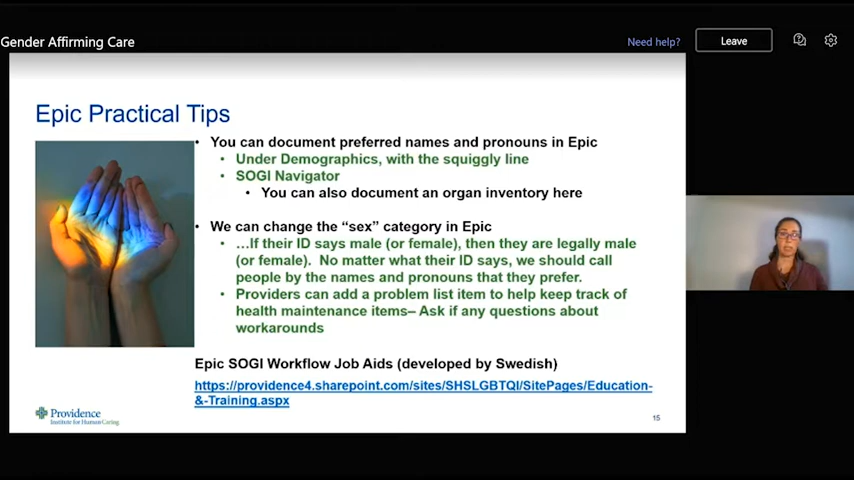 Gender Affirming Care
Need help?
Leave
Epic Practical Tips
• You can document preferred names and pronouns in Epic
• Under Demographics, with the squiggly line
• SOGI Navigator
• You can also document an organ inventory here
• We can change the “sex” category in Epic
• …If their ID says male (or female), then they are legally male
(or female). No matter what their ID says, we should call
people by the names and pronouns that they prefer.
• Providers can add a problem list item to help keep track of
health maintenance items– Ask if any questions about
workarounds
Epic SOGI Workflow Job Aids (developed by Swedish)
https://providence4.sharepoint.com/sites/SHSLGBTQI/SitePages/Education-
&-Training.aspx
Providence
Institute for Human Caring
15